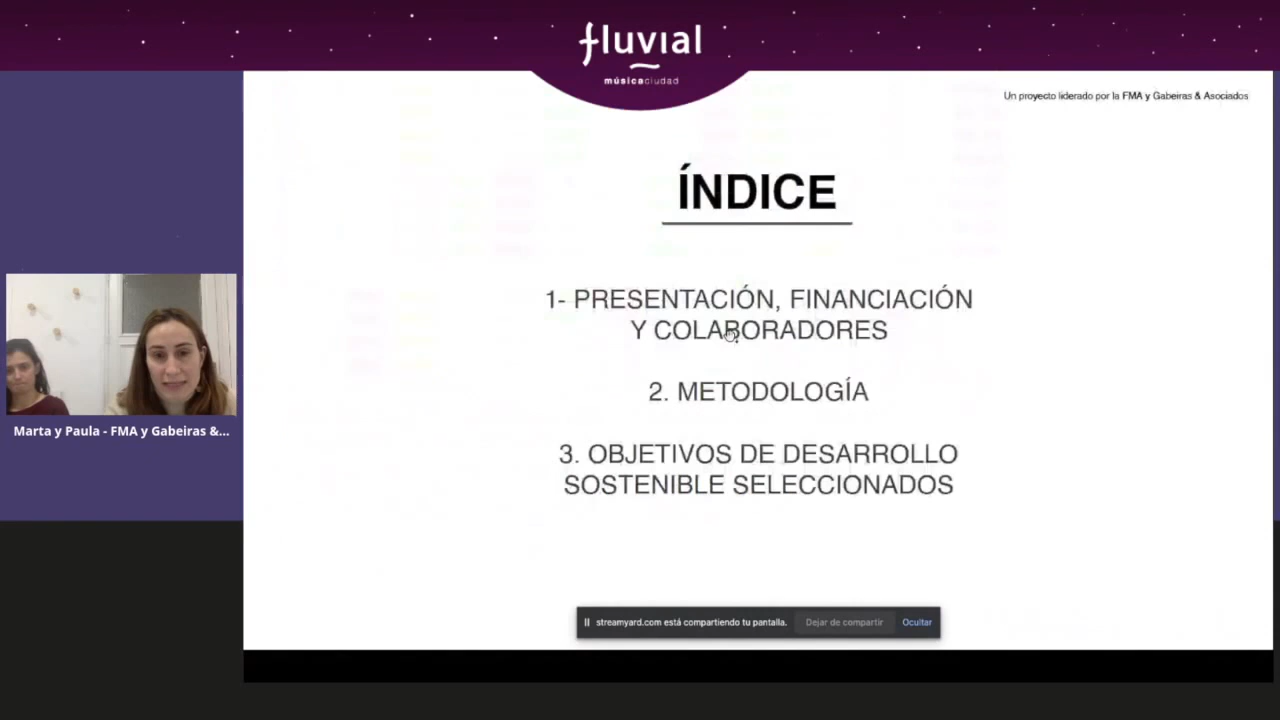 fluvial
músicaciudad
Un proyecto liderado por la FMA y Gabeiras & Asociados
ÍNDICE
1- PRESENTACIÓN, FINANCIACIÓN
Y COLABORADORES
2. METODOLOGÍA
3. OBJETIVOS DE DESARROLLO
SOSTENIBLE SELECCIONADOS
Marta y Paula - FMA y Gabeiras &...
streamyard.com está compartiendo tu pantalla. Dejar de compartir Ocultar